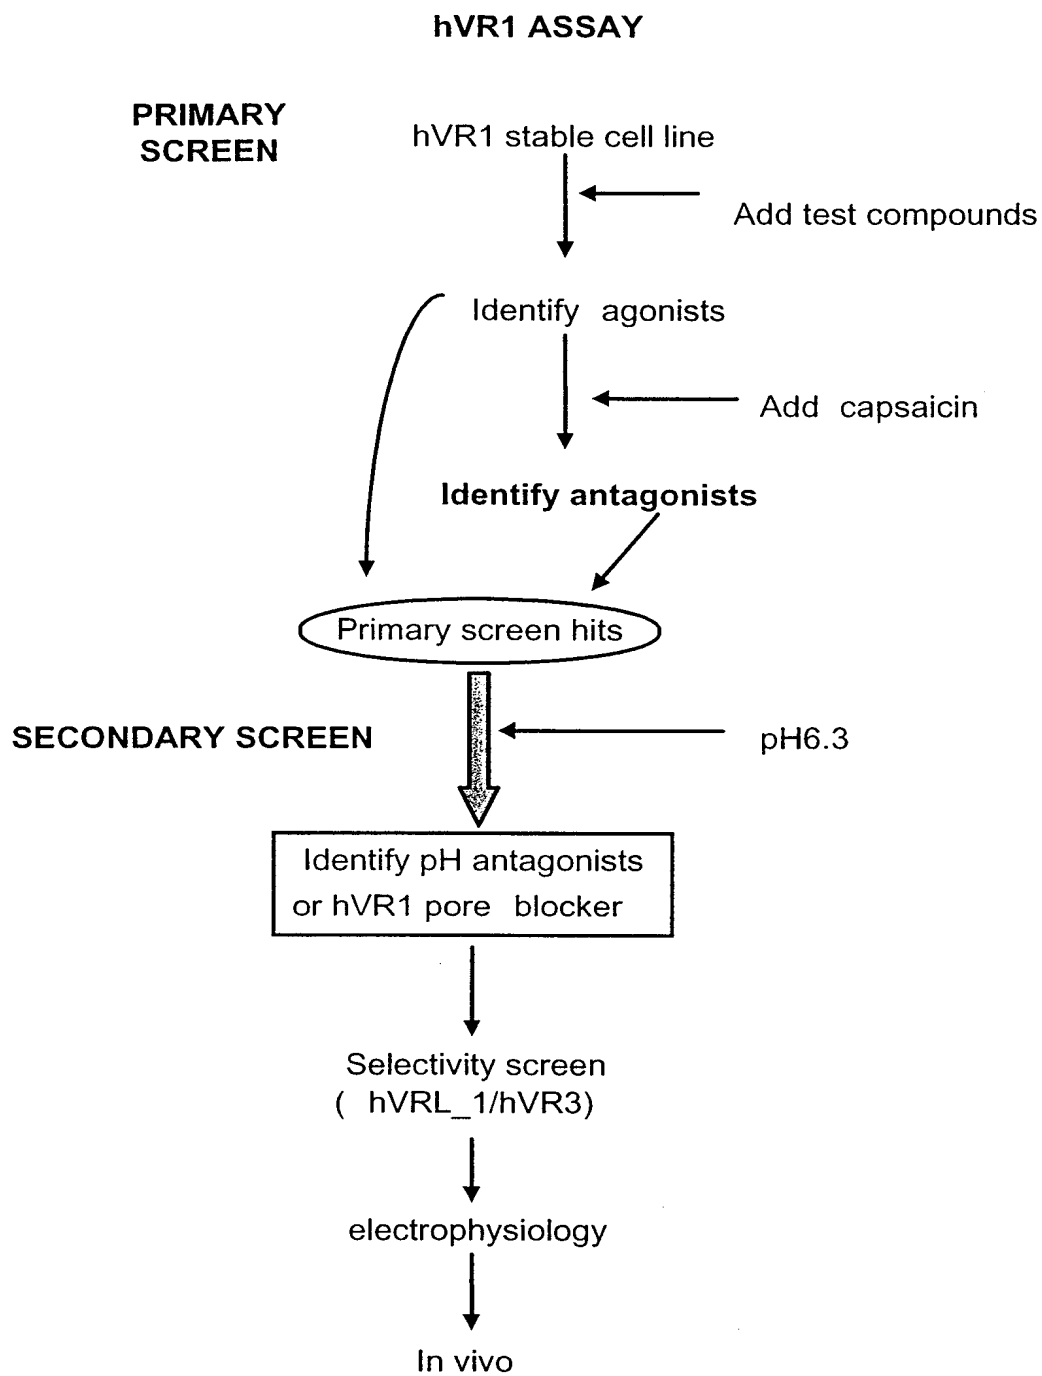 hVR1 ASSAY
PRIMARY
SCREEN
hVR1 stable cell line
Add test compounds
Identify agonists
Add capsaicin
Identify antagonists
Primary screen hits
SECONDARY SCREEN
pH6.3
Identify pH antagonists
or hVR1 pore blocker
Selectivity screen
( hVRL_1/hVR3)
electrophysiology
In vivo